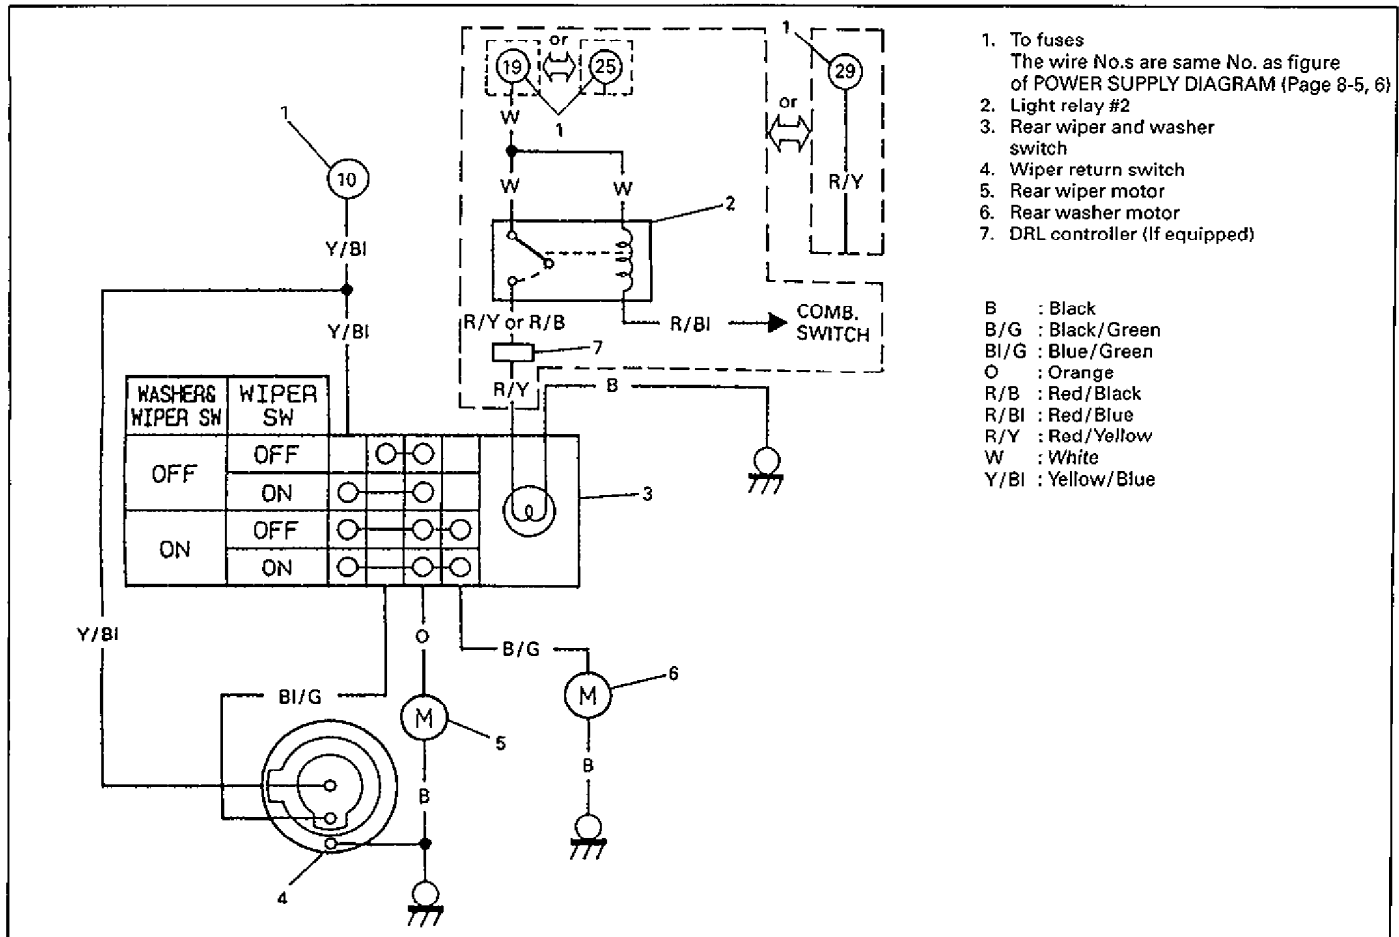 or
1
19
25
29
1. To fuses
The wire No.s are same No. as figure
of POWER SUPPLY DIAGRAM (Page 8-5, 6)
2. Light relay #2
3. Rear wiper and washer
switch
4. Wiper return switch
5. Rear wiper motor
6. Rear washer motor
7. DRL controller (If equipped)
W
1
or
1
10
W
W
R/Y
2
Y/Bl
Y/Bl
R/Y or R/B
R/Bl
COMB.
SWITCH
7
R/Y
B
B : Black
B/G : Black/Green
Bl/G : Blue/Green
O : Orange
R/B : Red/Black
R/Bl : Red/Blue
R/Y : Red/Yellow
W : White
Y/Bl : Yellow/Blue
WASHER&
WIPER SW
WIPER
SW
OFF
OFF
ON
3
ON
OFF
ON
Y/Bl
O
B/G
Bl/G
M
6
M
5
B
B
4